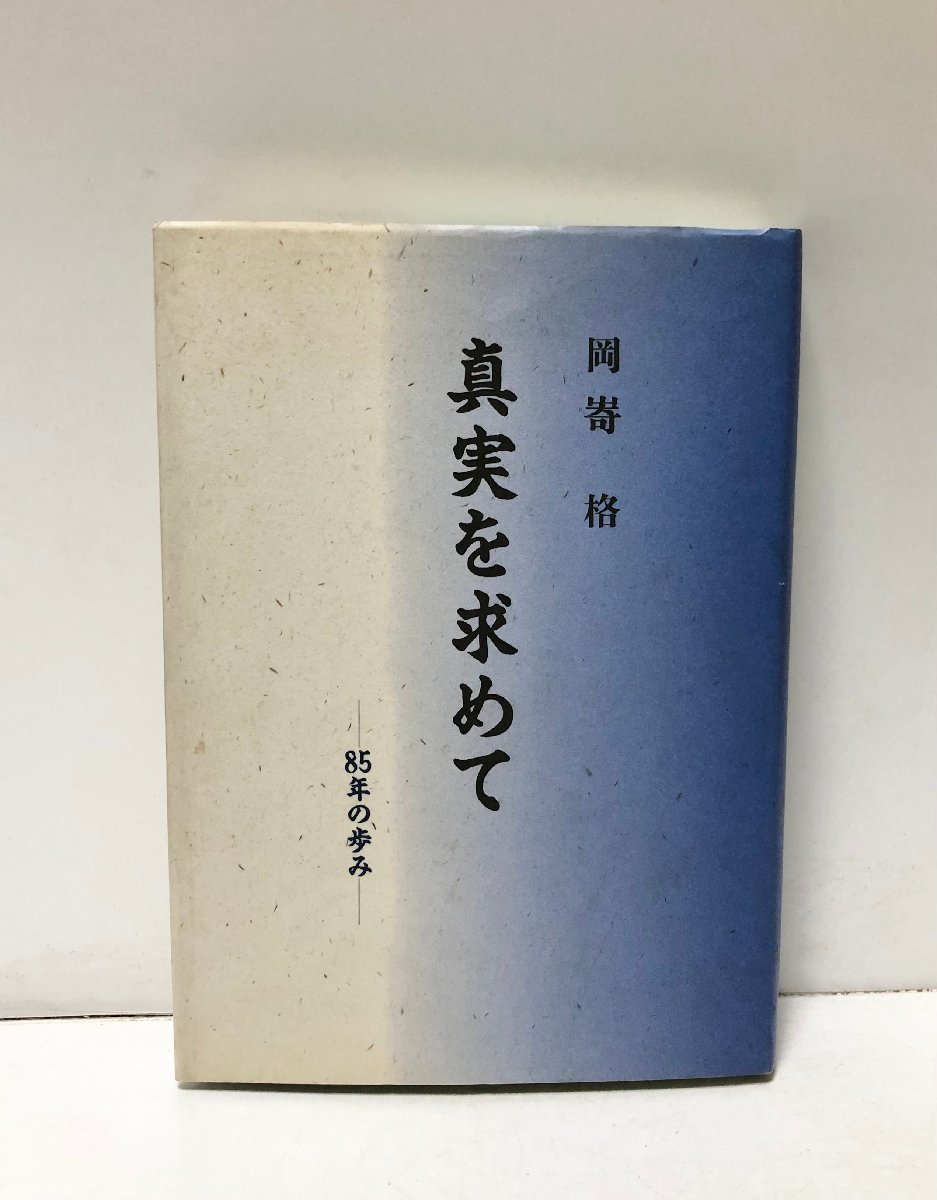 岡嵜 格
真実を求めて
85年の歩み